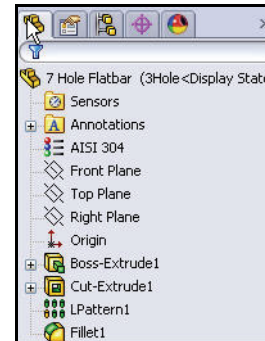 7 Hole Flatbar (3Hole<Display State
Sensors
Annotations
AISI 304
Front Plane
Top Plane
Right Plane
Origin
Boss-Extrude1
Cut-Extrude1
LPattern1
Fillet1